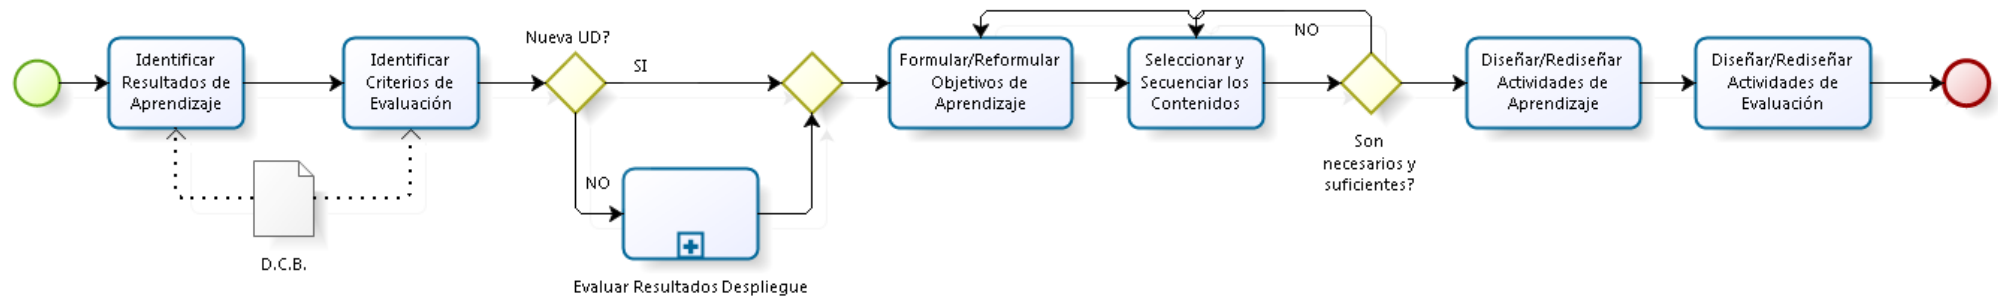 Identificar
Resultados de
Aprendizaje
Identificar
Criterios de
Evaluación
Nueva UD?
SI
NO
Formular/Reformular
Objetivos de
Aprendizaje
Seleccionar y
Secuenciar los
Contenidos
NO
Son
necesarios y
suficientes?
Diseñar/Rediseñar
Actividades de
Aprendizaje
Diseñar/Rediseñar
Actividades de
Evaluación
D.C.B.
Evaluar Resultados Despliegue